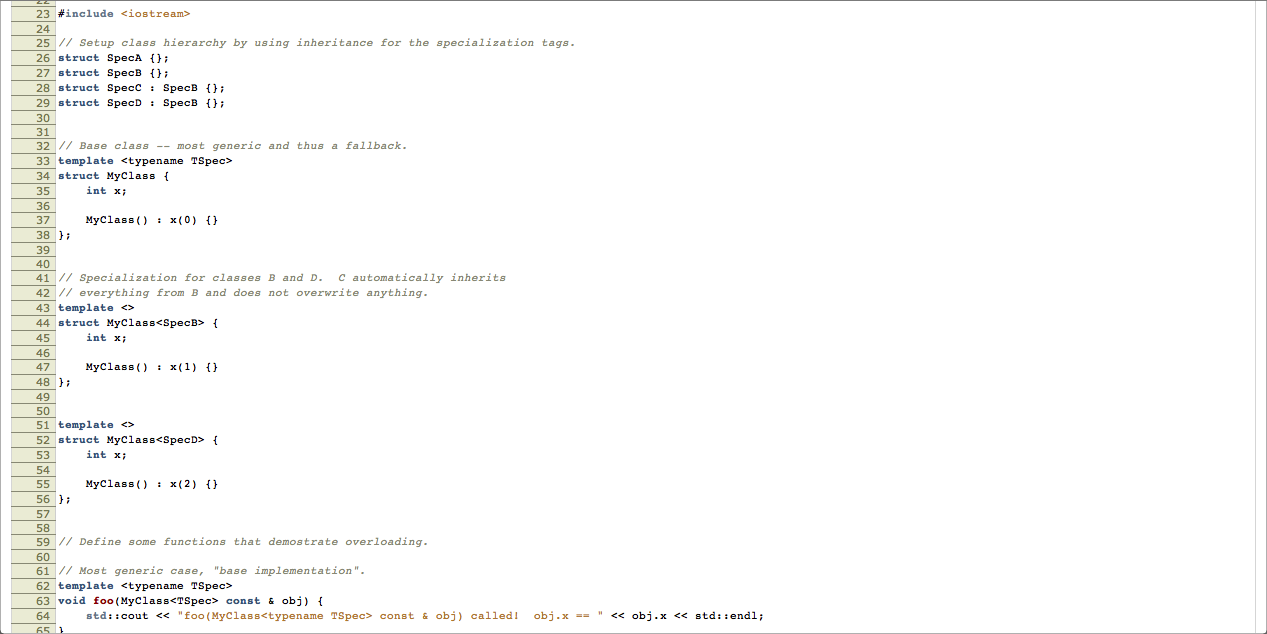 22
23 #include <iostream>
24
25 // Setup class hierarchy by using inheritance for the specialization tags.
26 struct SpecA {};
27 struct SpecB {};
28 struct SpecC : SpecB {};
29 struct SpecD : SpecB {};
30
31
32 // Base class -- most generic and thus a fallback.
33 template <typename TSpec>
34 struct MyClass {
35     int x;
36
37     MyClass() : x(0) {}
38 };
39
40
41 // Specialization for classes B and D.  C automatically inherits
42 // everything from B and does not overwrite anything.
43 template <>
44 struct MyClass<SpecB> {
45     int x;
46
47     MyClass() : x(1) {}
48 };
49
50
51 template <>
52 struct MyClass<SpecD> {
53     int x;
54
55     MyClass() : x(2) {}
56 };
57
58
59 // Define some functions that demostrate overloading.
60
61 // Most generic case, "base implementation".
62 template <typename TSpec>
63 void foo(MyClass<TSpec> const & obj) {
64     std::cout << "foo(MyClass<typename TSpec> const & obj) called!  obj.x == " << obj.x << std::endl;
65 }